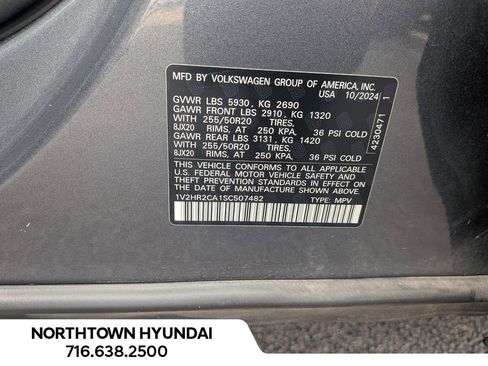 MFD BY VOLKSWAGEN GROUP OF AMERICA, INC.
USA 10/2024
GVWR LBS 5930, KG 2690
GAWR FRONT LBS 2910, KG 1320
WITH 255/50R20 TIRES,
8JX20 RIMS, AT 250 KPA, 36 PSI COLD
GAWR REAR LBS 3131, KG 1420
WITH 255/50R20 TIRES,
8JX20 RIMS, AT 250 KPA, 36 PSI COLD
THIS VEHICLE CONFORMS TO ALL APPLICABLE
U.S. FEDERAL MOTOR VEHICLE SAFETY AND
THEFT PREVENTION STANDARDS IN EFFECT ON
THE DATE OF MANUFACTURE SHOWN ABOVE.
1V2HR2CA1SC507482 TYPE: MPV
4230471 1
NORTHTOWN HYUNDAI
716.638.2500